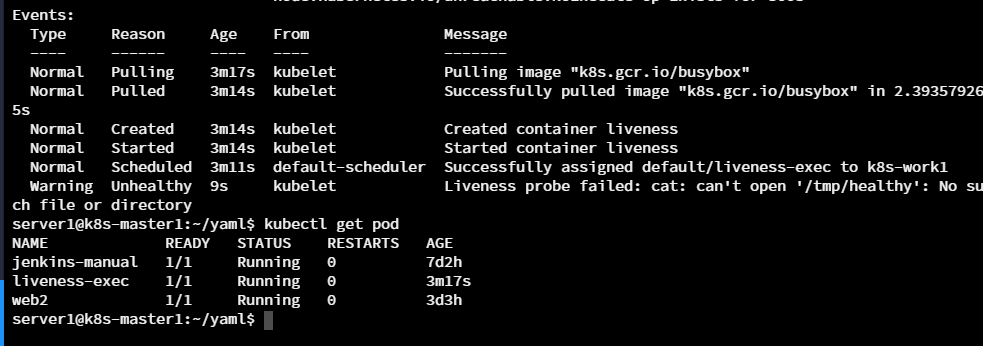 Events:
  Type     Reason     Age    From               Message
  ----     ------     ----   ----               -------
  Normal   Pulling    3m17s  kubelet            Pulling image "k8s.gcr.io/busybox"
  Normal   Pulled     3m14s  kubelet            Successfully pulled image "k8s.gcr.io/busybox" in 2.39357926
5s
  Normal   Created    3m14s  kubelet            Created container liveness
  Normal   Started    3m14s  kubelet            Started container liveness
  Normal   Scheduled  3m11s  default-scheduler  Successfully assigned default/liveness-exec to k8s-work1
  Warning  Unhealthy  9s     kubelet            Liveness probe failed: cat: can't open '/tmp/healthy': No su
ch file or directory
server1@k8s-master1:~/yaml$ kubectl get pod
NAME             READY   STATUS    RESTARTS   AGE
jenkins-manual   1/1     Running   0          7d2h
liveness-exec    1/1     Running   0          3m17s
web2             1/1     Running   0          3d3h
server1@k8s-master1:~/yaml$